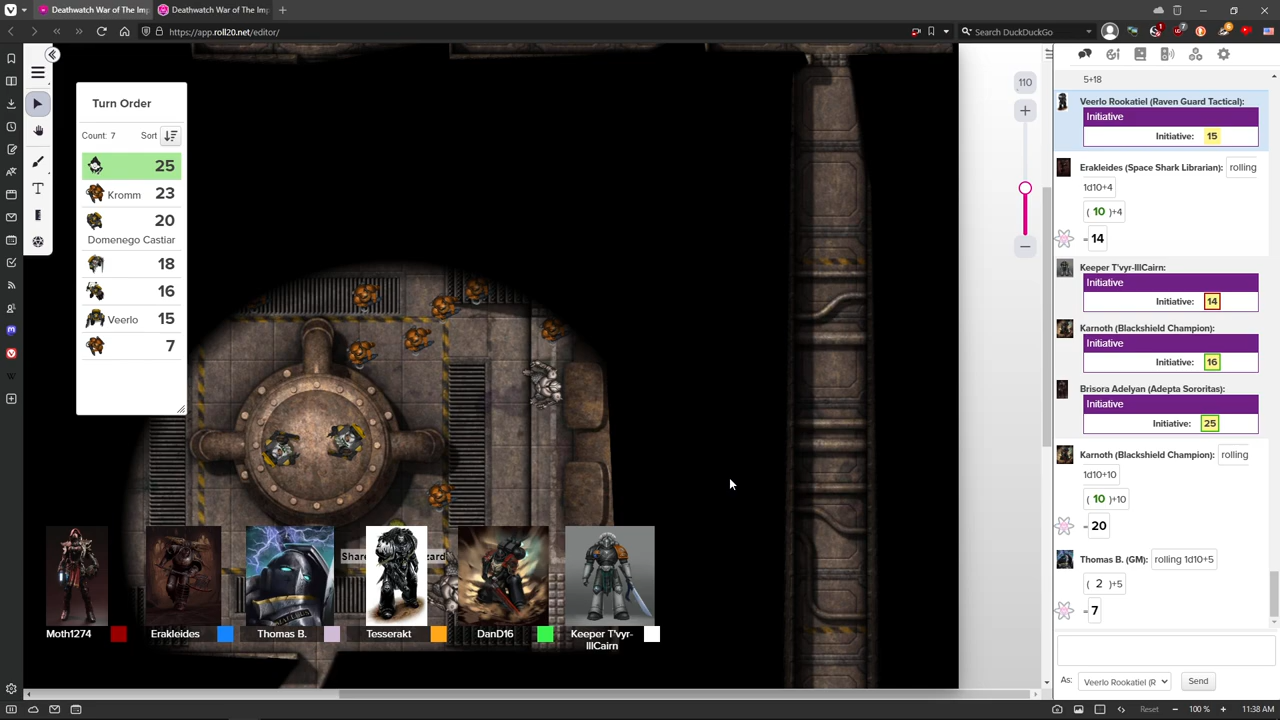 Deathwatch War of The Im
Deathwatch War of The Imp
https://app.roll20.net/editor/
Search DuckDuckGo
Turn Order
Count: 7
Sort
25
Kromm 23
20
Domenego Castiar
18
16
Veerlo 15
7
110
5+18
Veerlo Rookatiel (Raven Guard Tactical):
Initiative
Initiative: 15
Erakleides (Space Shark Librarian): rolling
1d10+4
( 10 )+4
= 14
Keeper T'vyr-IllCairn:
Initiative
Initiative: 14
Karnoth (Blackshield Champion):
Initiative
Initiative: 16
Brisora Adelyan (Adepta Sororitas):
Initiative
Initiative: 25
Karnoth (Blackshield Champion): rolling
1d10+10
( 10 )+10
= 20
Thomas B. (GM): rolling 1d10+5
( 2 )+5
= 7
Moth1274
Erakleides
Thomas B.
Tesserakt
DanD16
Keeper T'vyr-
IllCairn
As: Veerlo Rookatiel (R
Send
Reset
100 %
11:38 AM